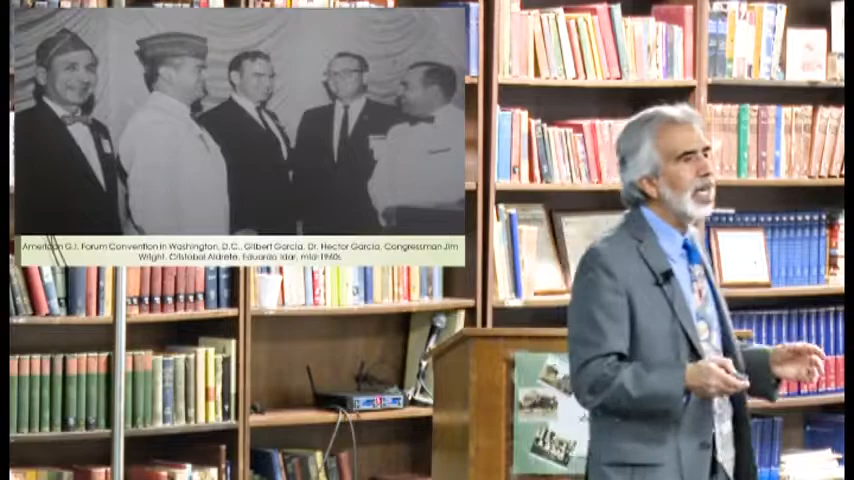 American G.I. Forum Convention in Washington, D.C., Gilbert Garcia, Dr. Hector Garcia, Congressman Jim
Wright, Cristobal Aldrete, Eduardo Idar, mid-1960s